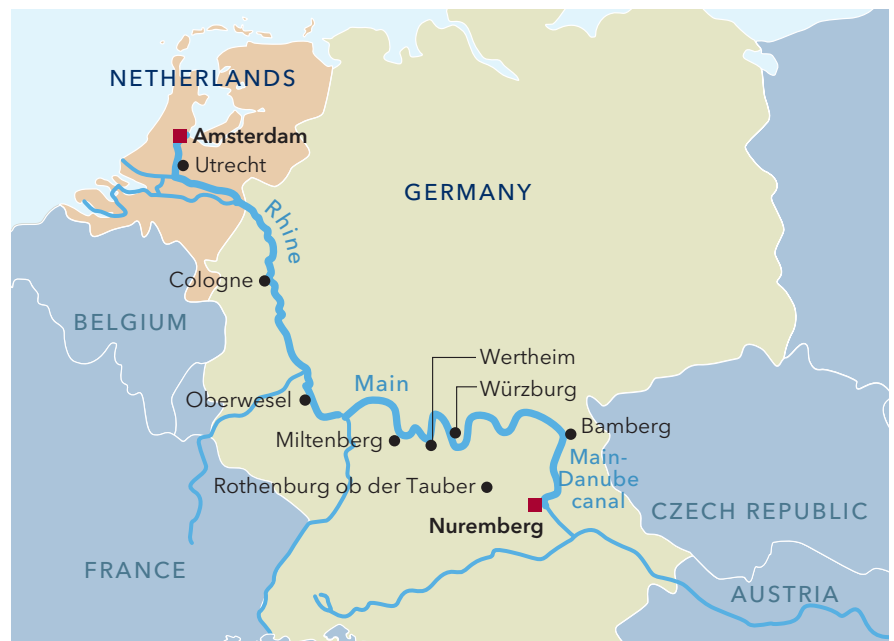 NETHERLANDS
Amsterdam
Utrecht
GERMANY
Rhine
Cologne
BELGIUM
Wertheim
Main
Würzburg
Oberwesel
Bamberg
Miltenberg
Main-
Danube
canal
Rothenburg ob der Tauber
CZECH REPUBLIC
Nuremberg
FRANCE
AUSTRIA